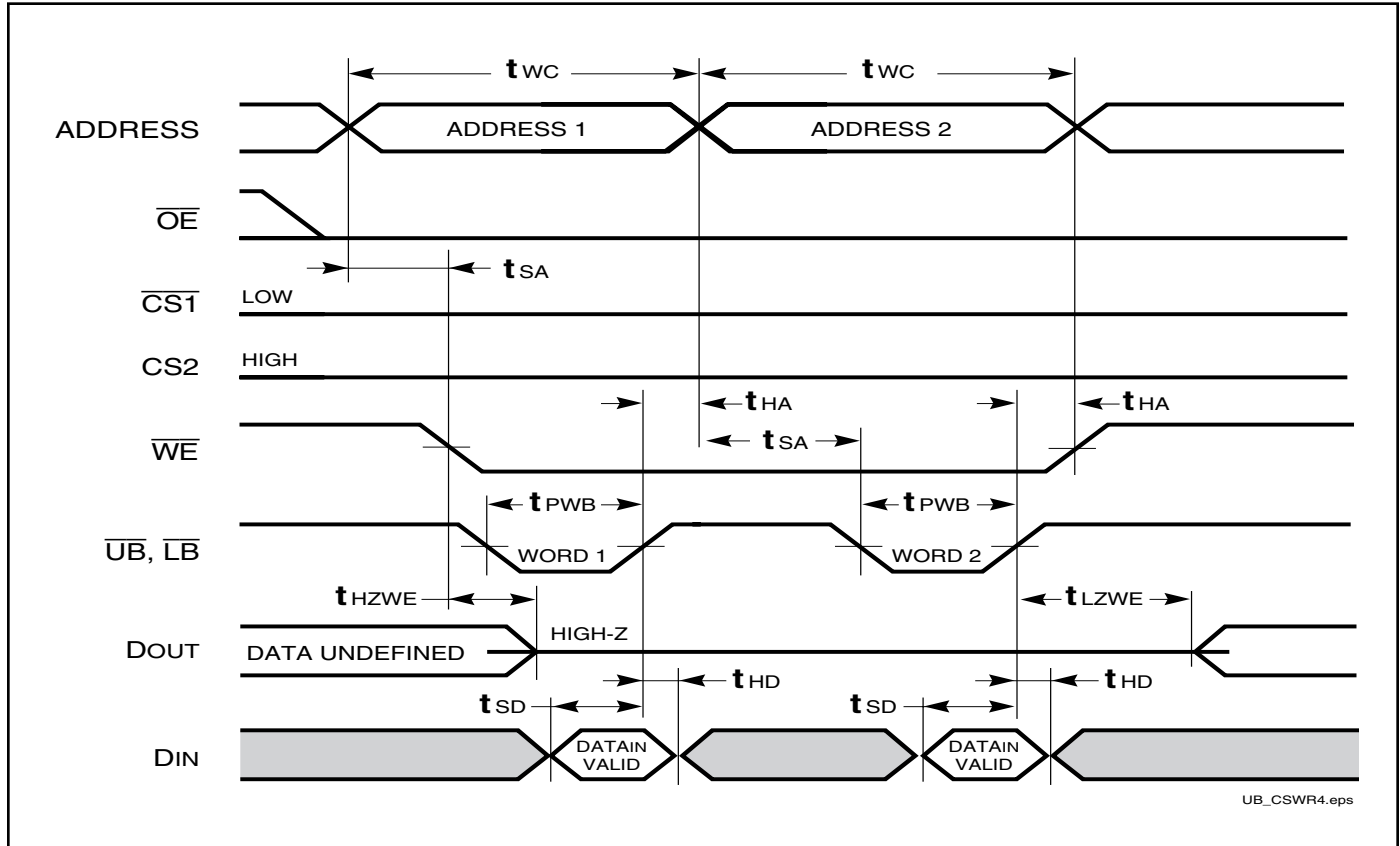 tWC tWC
ADDRESS ADDRESS 1 ADDRESS 2
OE
tSA
CS1 LOW
CS2 HIGH
tHA tHA
WE tSA
tPWB tPWB
UB, LB WORD 1 WORD 2
tHZWE tLZWE
DOUT DATA UNDEFINED HIGH-Z
tHD tHD
tSD tSD
DIN DATAIN VALID DATAIN VALID
UB_CSWR4.eps